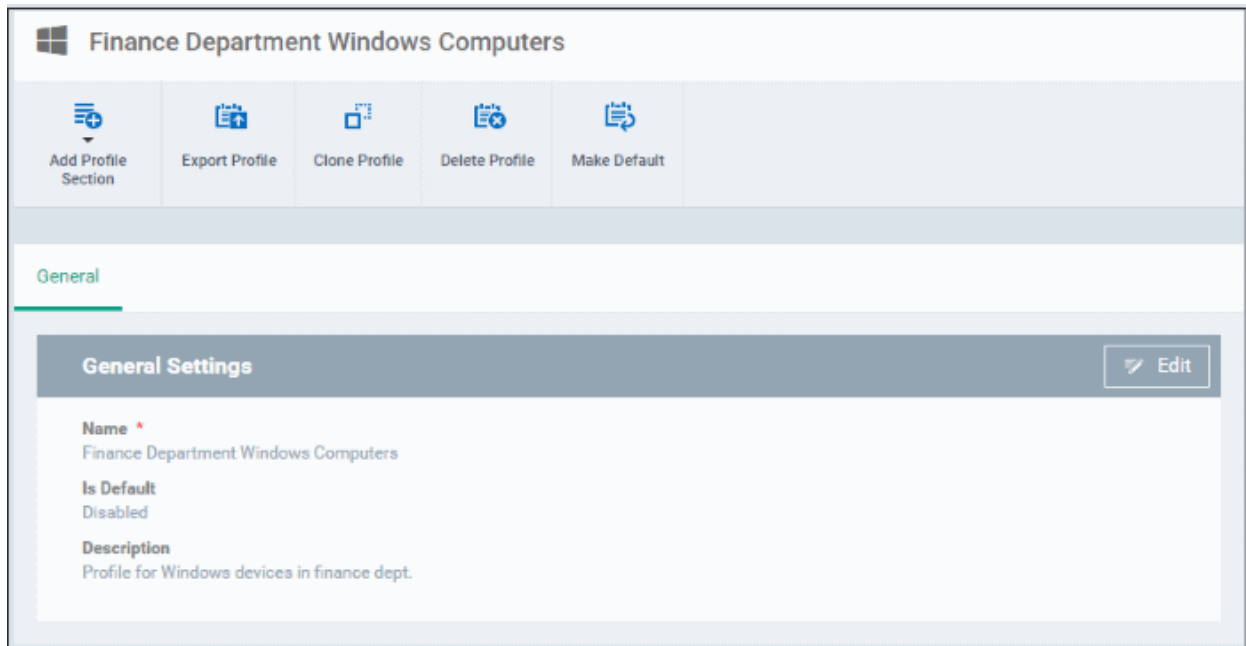 Finance Department Windows Computers
Add Profile
Section
Export Profile
Clone Profile
Delete Profile
Make Default
General
General Settings
Edit
Name *
Finance Department Windows Computers
Is Default
Disabled
Description
Profile for Windows devices in finance dept.